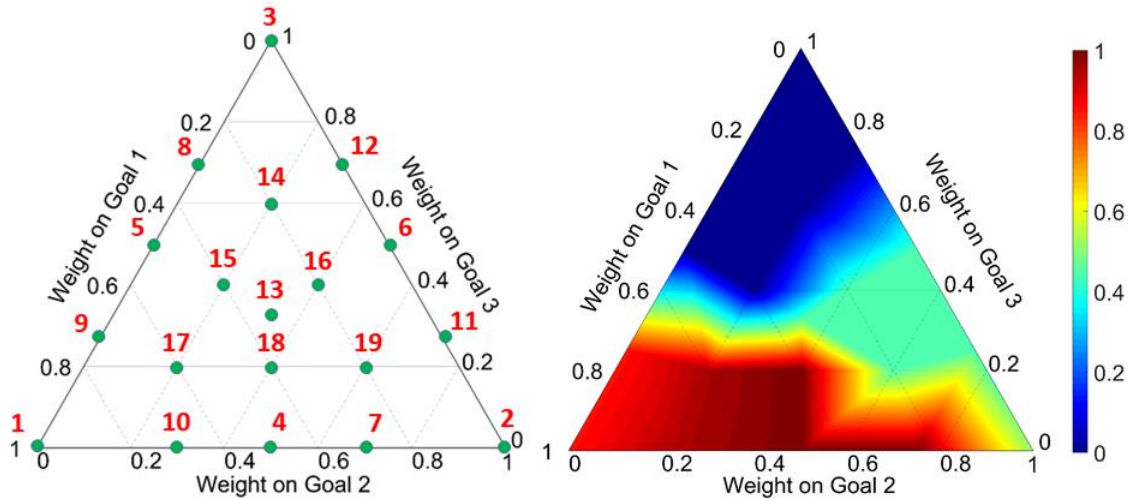 3
0 1
0.2 0.8
8 12
Weight on Goal 1
Weight on Goal 3
14
0.4 0.6
5 6
15 16
0.6 0.4
13
9 11
17 18 19
0.8 0.2
1 10 4 7 2
1 0
0 0.2 0.4 0.6 0.8 1
Weight on Goal 2
0 1
0.2 0.8
Weight on Goal 1
Weight on Goal 3
0.4 0.6
0.6 0.4
0.8 0.2
1 0
0 0.2 0.4 0.6 0.8 1
Weight on Goal 2
1
0.8
0.6
0.4
0.2
0